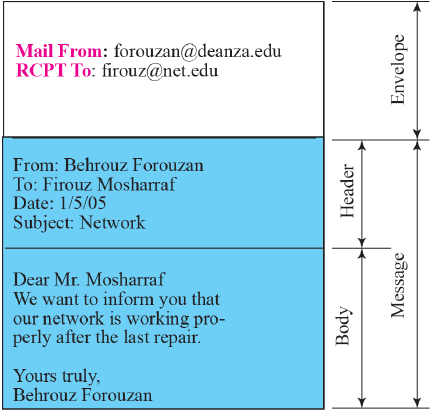 Mail From: forouzan@deanza.edu
RCPT To: firouz@net.edu
Envelope
From: Behrouz Forouzan
To: Firouz Mosharraf
Date: 1/5/05
Subject: Network
Header
Dear Mr. Mosharraf
We want to inform you that
our network is working pro-
perly after the last repair.
Yours truly,
Behrouz Forouzan
Body
Message